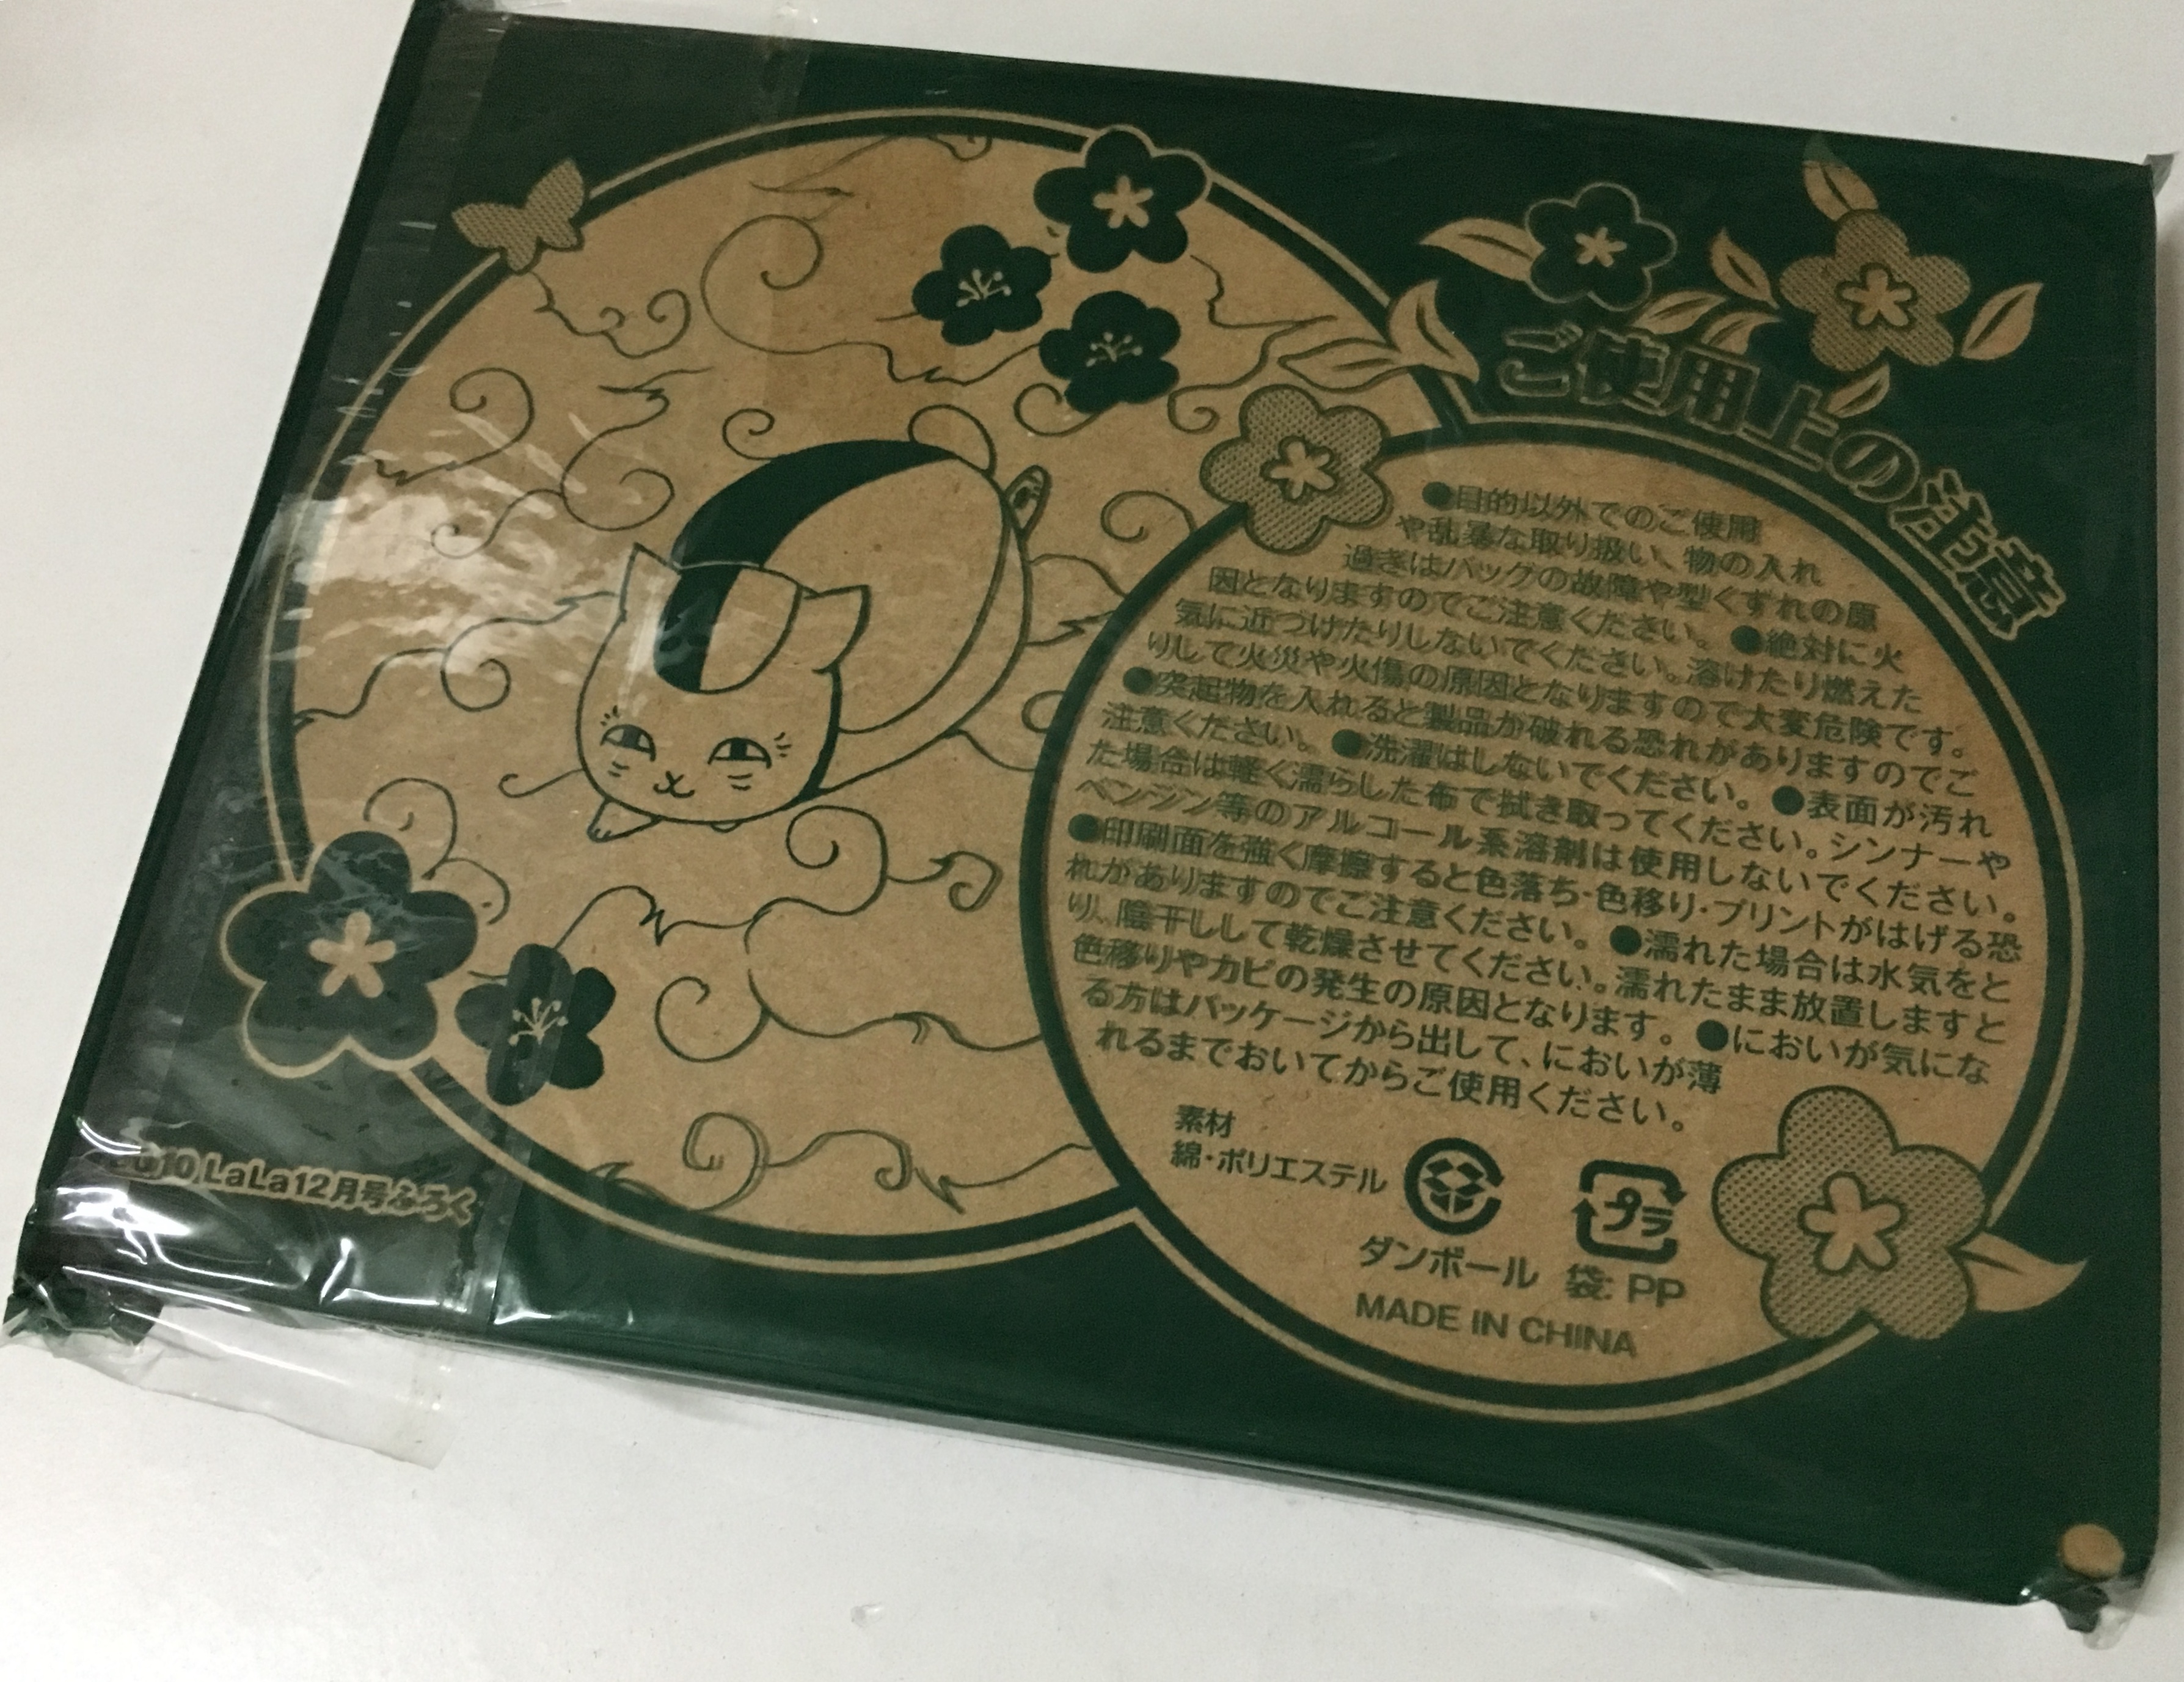 ご使用上の注意
●目的以外でのご使用
や乱暴な取り扱い、物の入れ
過ぎはバッグの故障や型くずれの原
因となりますのでご注意ください。●絶対に火
気に近づけたりしないでください。溶けたり燃えた
りして火災や火傷の原因となりますので大変危険です。
●突起物を入れると製品が破れる恐れがありますのでご
注意ください。●洗濯はしないでください。●表面が汚れ
た場合は軽く濡らした布で拭き取ってください。シンナーや
ベンジン等のアルコール系溶剤は使用しないでください。
●印刷面を強く摩擦すると色落ち・色移り・プリントがはげる恐
れがありますのでご注意ください。●濡れた場合は水気をと
り、陰干しして乾燥させてください。濡れたまま放置しますと
色移りやカビの発生の原因となります。●においが気にな
る方はパッケージから出して、においが薄
れるまでおいてからご使用ください。
素材
綿・ポリエステル
プラ
ダンボール 袋:PP
MADE IN CHINA
LaLa12月号ふろく